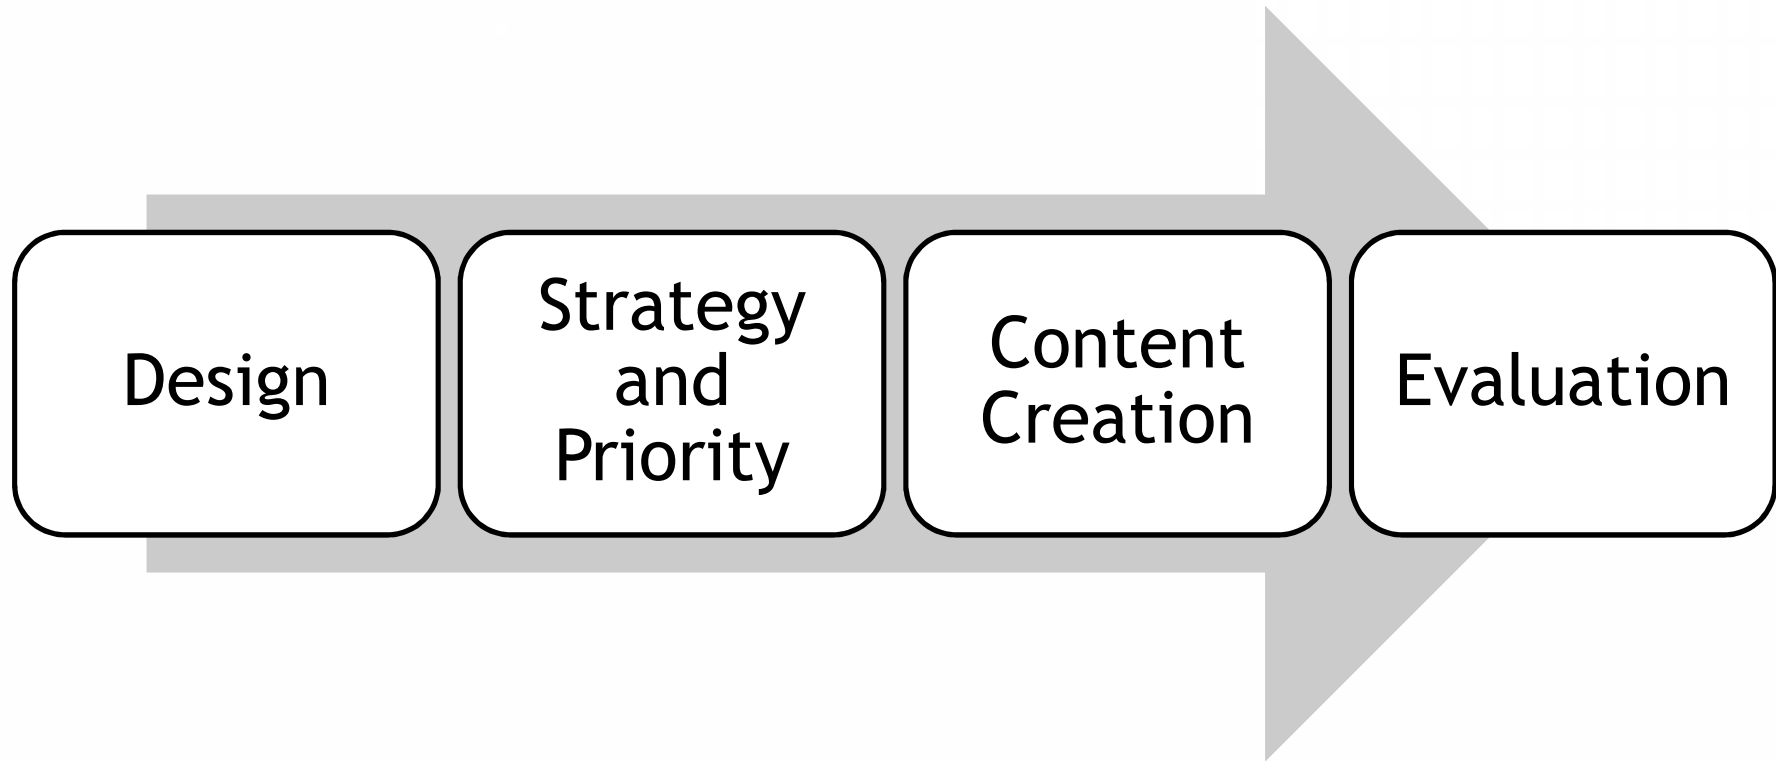 Design
Strategy
and
Priority
Content
Creation
Evaluation